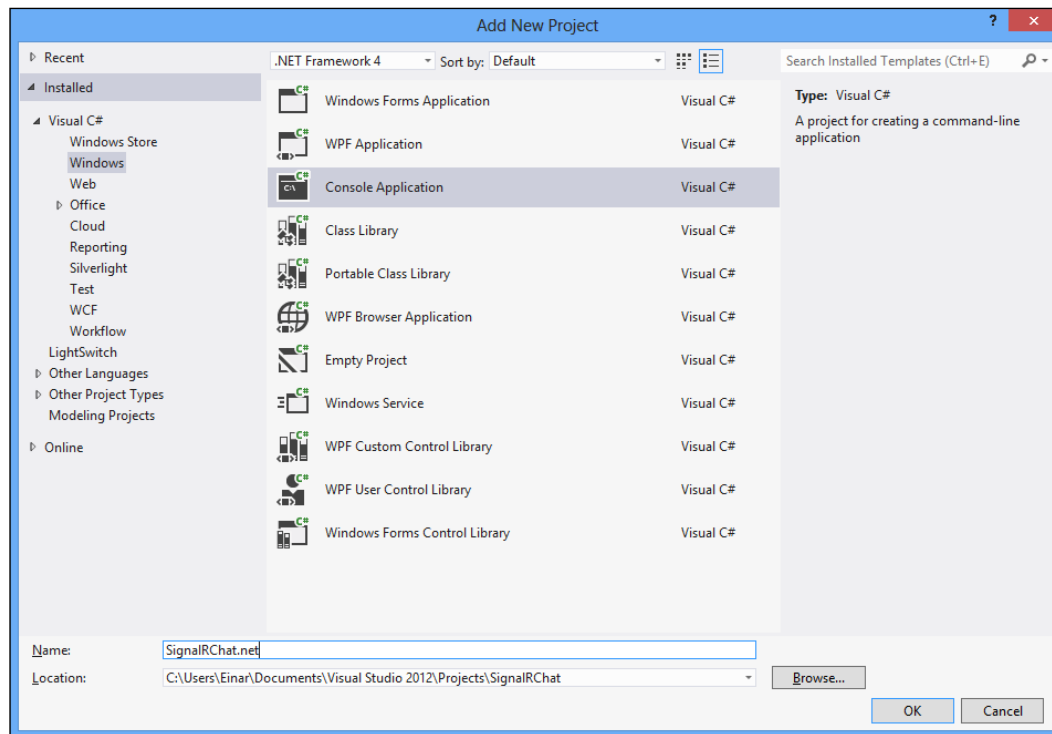 Add New Project
? ×
Recent
Installed
Visual C#
Windows Store
Windows
Web
Office
Cloud
Reporting
Silverlight
Test
WCF
Workflow
LightSwitch
Other Languages
Other Project Types
Modeling Projects
Online
.NET Framework 4 Sort by: Default
Windows Forms Application Visual C#
WPF Application Visual C#
Console Application Visual C#
Class Library Visual C#
Portable Class Library Visual C#
WPF Browser Application Visual C#
Empty Project Visual C#
Windows Service Visual C#
WPF Custom Control Library Visual C#
WPF User Control Library Visual C#
Windows Forms Control Library Visual C#
Search Installed Templates (Ctrl+E)
Type: Visual C#
A project for creating a command-line
application
Name: SignalRChat.net
Location: C:\Users\Einar\Documents\Visual Studio 2012\Projects\SignalRChat Browse...
OK Cancel